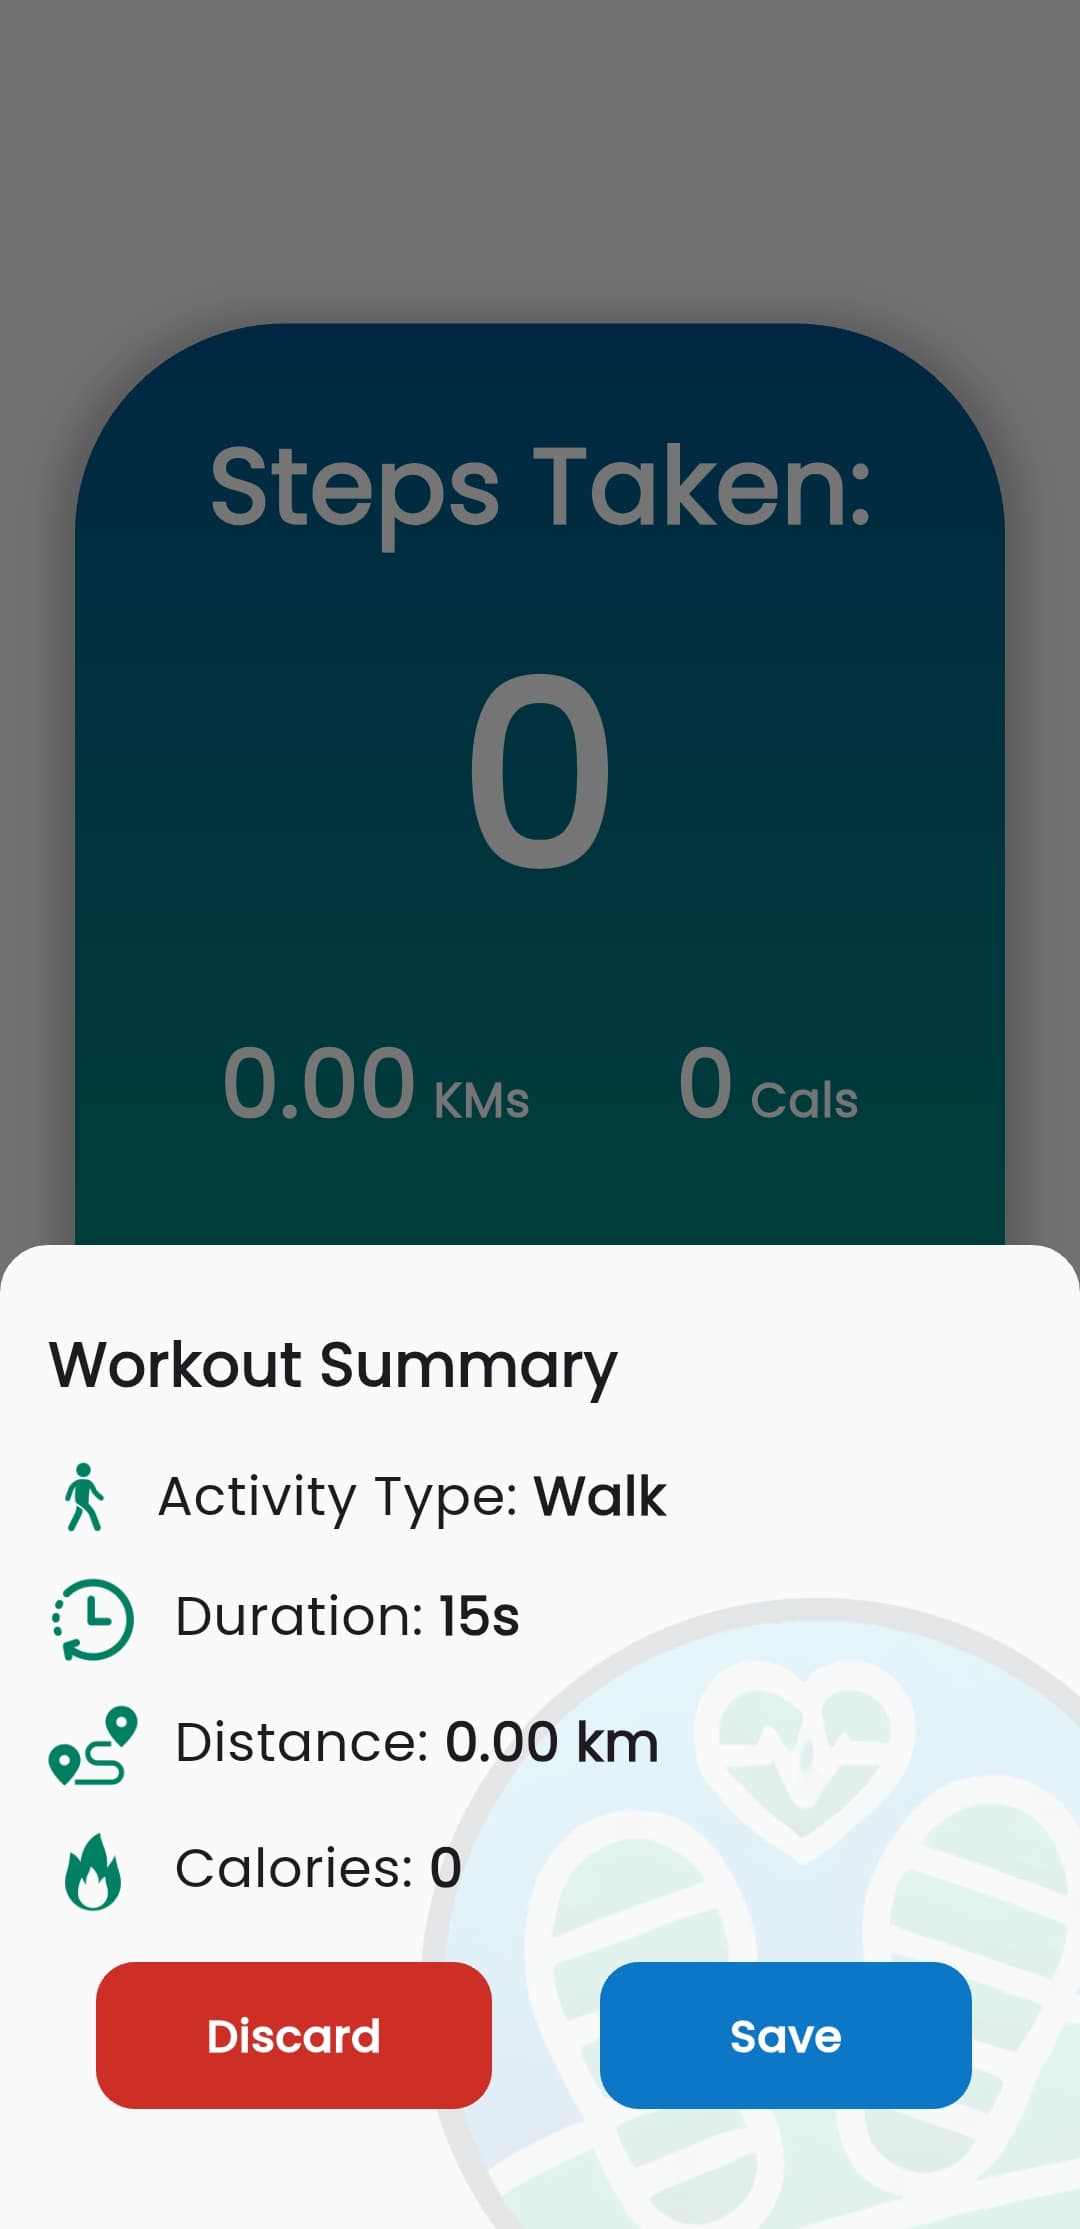 Steps Taken:
0
0.00 KMs 0 Cals
Workout Summary
Activity Type: Walk
Duration: 15s
Distance: 0.00 km
Calories: 0
Discard Save